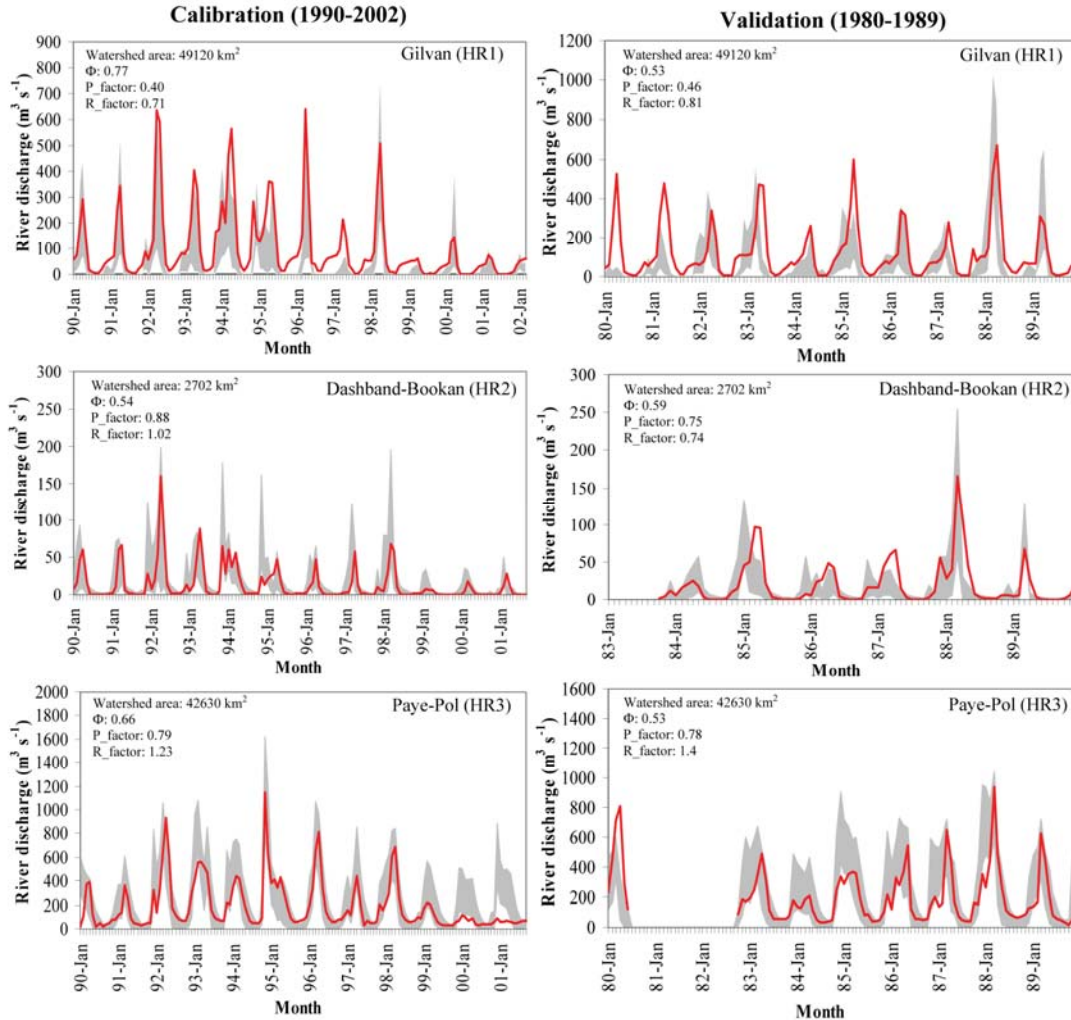 Calibration (1990-2002)
Validation (1980-1989)
Gilvan (HR1)
Watershed area: 49120 km²
Φ: 0.77
P_factor: 0.40
R_factor: 0.71
River discharge (m³ s⁻¹)
900
800
700
600
500
400
300
200
100
0
90-Jan
91-Jan
92-Jan
93-Jan
94-Jan
95-Jan
96-Jan
97-Jan
98-Jan
99-Jan
00-Jan
01-Jan
02-Jan
Month
Gilvan (HR1)
Watershed area: 49120 km²
Φ: 0.53
P_factor: 0.46
R_factor: 0.81
River discharge (m³ s⁻¹)
1200
1000
800
600
400
200
0
80-Jan
81-Jan
82-Jan
83-Jan
84-Jan
85-Jan
86-Jan
87-Jan
88-Jan
89-Jan
Month
Dashband-Bookan (HR2)
Watershed area: 2702 km²
Φ: 0.54
P_factor: 0.88
R_factor: 1.02
River discharge (m³ s⁻¹)
300
250
200
150
100
50
0
90-Jan
91-Jan
92-Jan
93-Jan
94-Jan
95-Jan
96-Jan
97-Jan
98-Jan
99-Jan
00-Jan
01-Jan
Month
Dashband-Bookan (HR2)
Watershed area: 2702 km²
Φ: 0.59
P_factor: 0.75
R_factor: 0.74
River dicharge (m³ s⁻¹)
300
250
200
150
100
50
0
83-Jan
84-Jan
85-Jan
86-Jan
87-Jan
88-Jan
89-Jan
Month
Paye-Pol (HR3)
Watershed area: 42630 km²
Φ: 0.66
P_factor: 0.79
R_factor: 1.23
River discharge (m³ s⁻¹)
2000
1800
1600
1400
1200
1000
800
600
400
200
0
90-Jan
91-Jan
92-Jan
93-Jan
94-Jan
95-Jan
96-Jan
97-Jan
98-Jan
99-Jan
00-Jan
01-Jan
Month
Paye-Pol (HR3)
Watershed area: 42630 km²
Φ: 0.53
P_factor: 0.78
R_factor: 1.4
River discharge (m³ s⁻¹)
1600
1400
1200
1000
800
600
400
200
0
80-Jan
81-Jan
82-Jan
83-Jan
84-Jan
85-Jan
86-Jan
87-Jan
88-Jan
89-Jan
Month